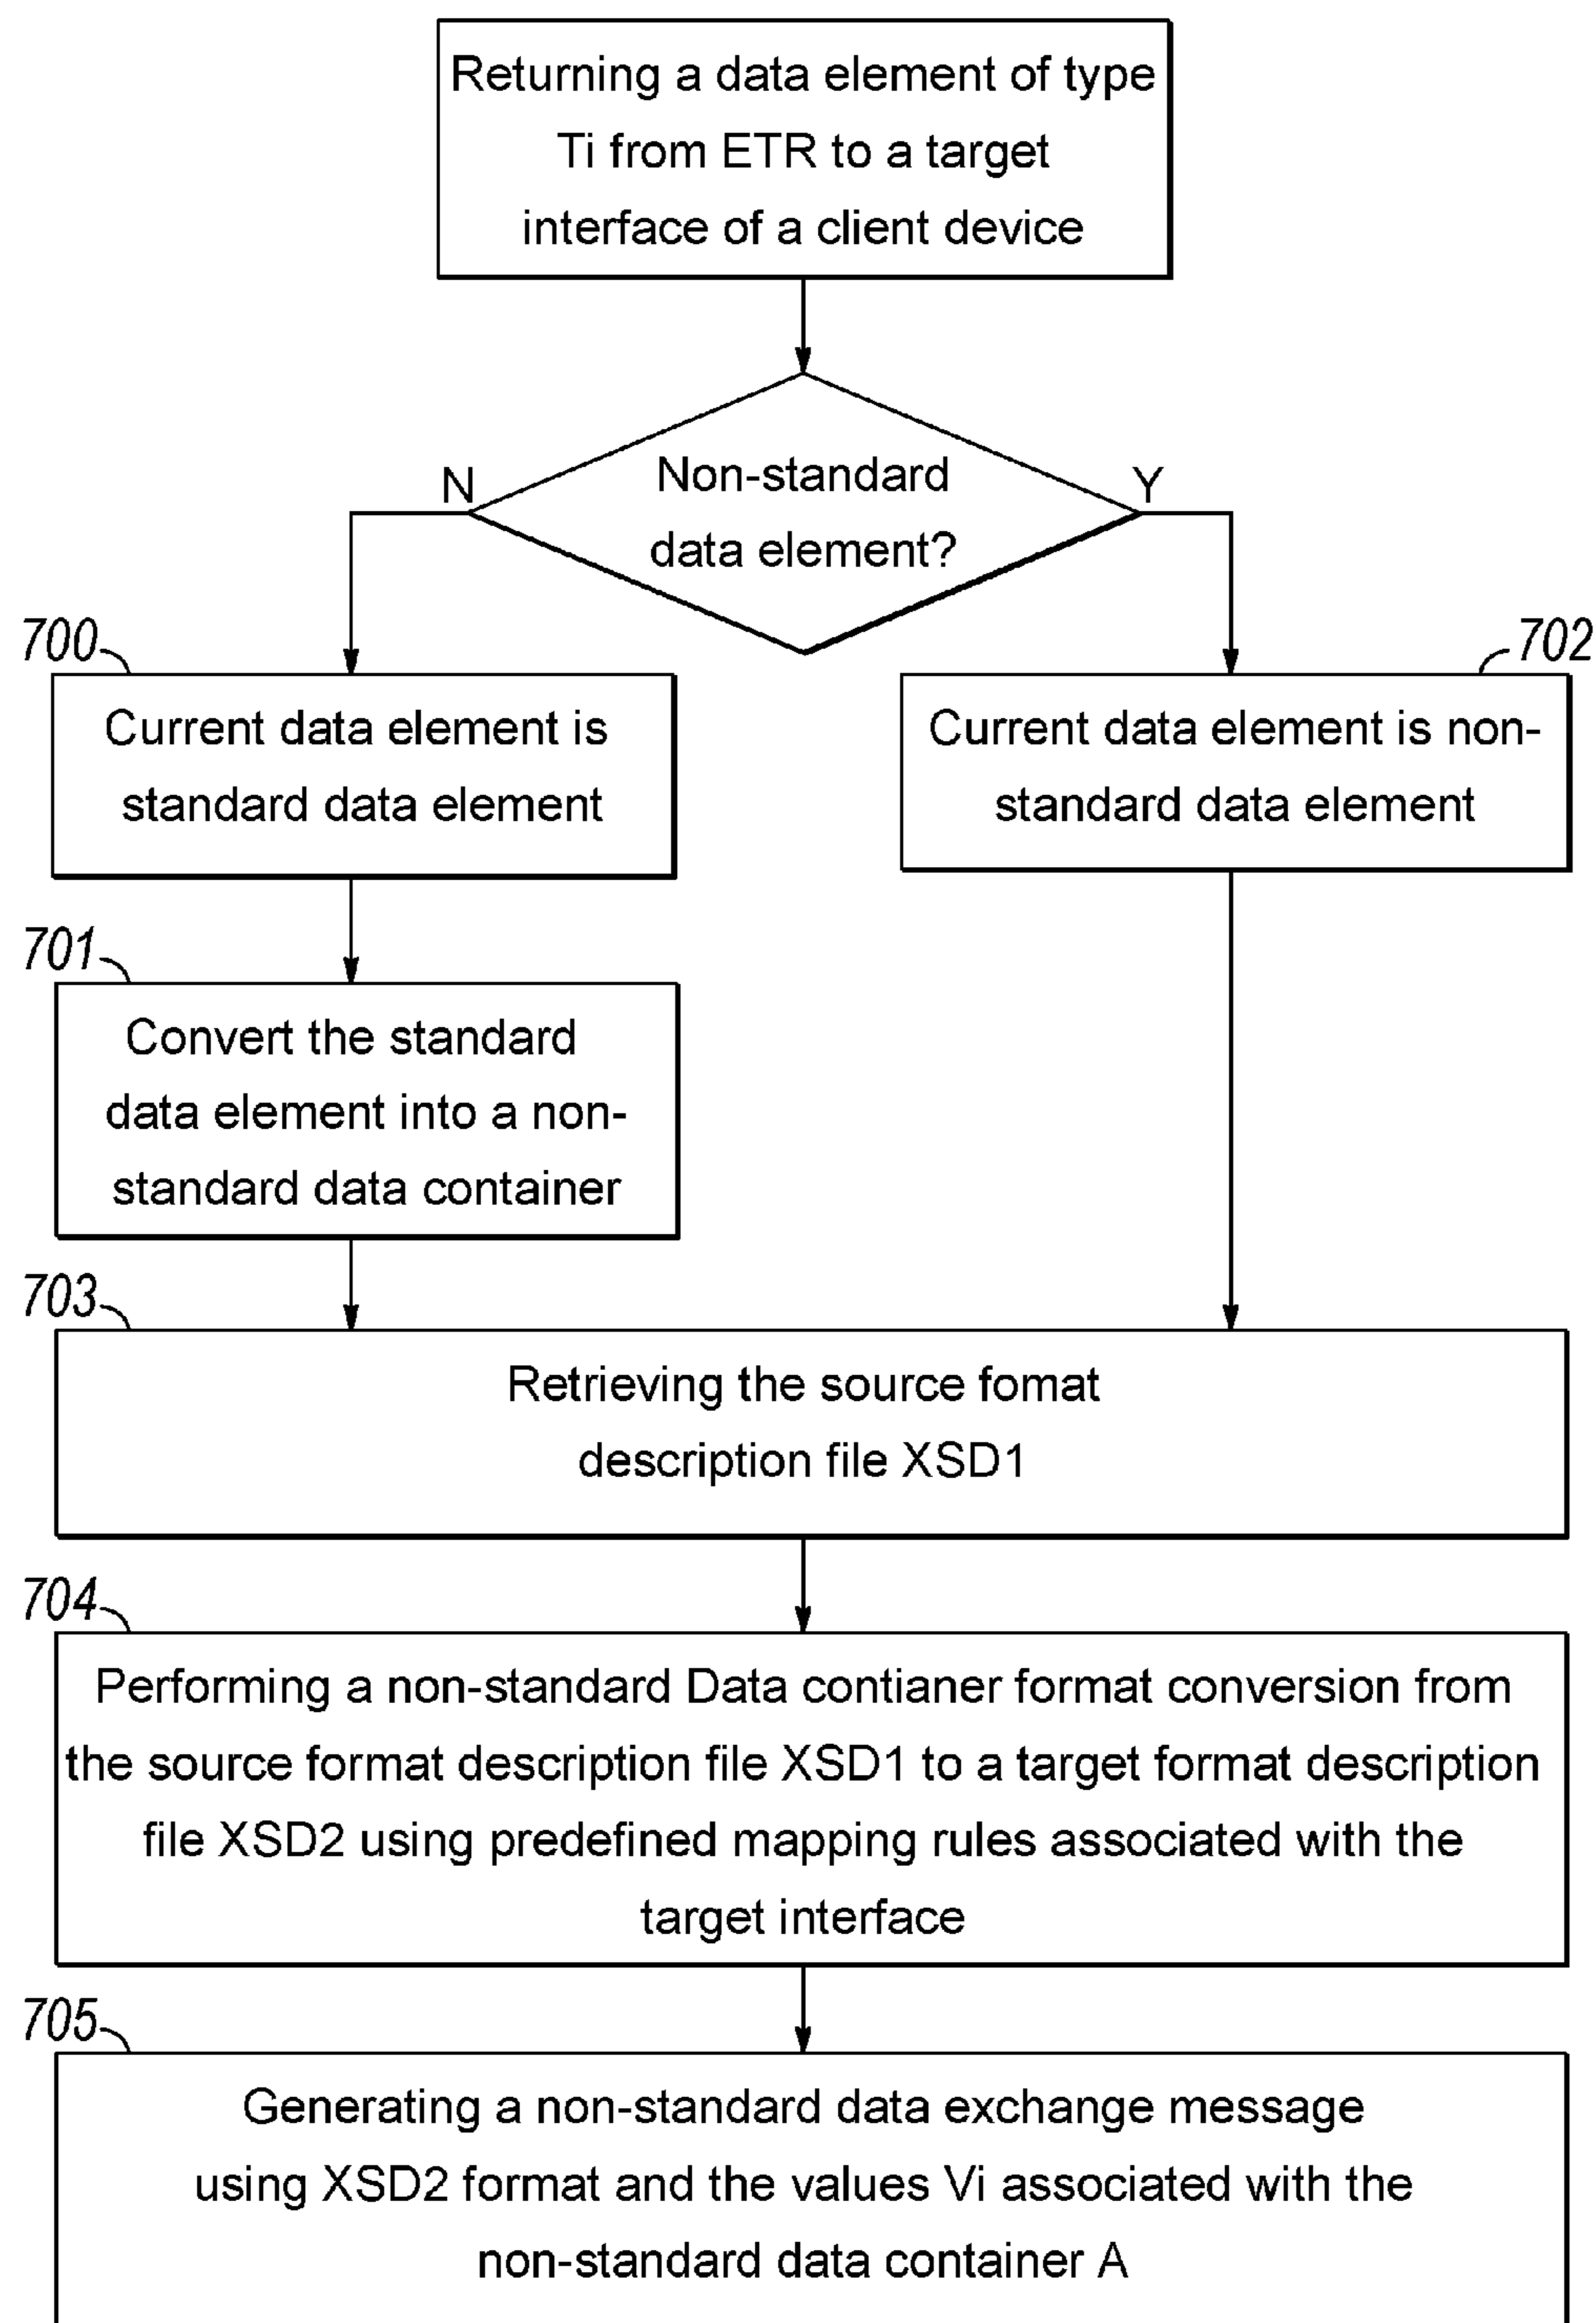 Returning a data element of type
Ti from ETR to a target
interface of a client device
Non-standard
data element?
N
Y
700
Current data element is
standard data element
702
Current data element is non-
standard data element
701
Convert the standard
data element into a non-
standard data container
703
Retrieving the source fomat
description file XSD1
704
Performing a non-standard Data contianer format conversion from
the source format description file XSD1 to a target format description
file XSD2 using predefined mapping rules associated with the
target interface
705
Generating a non-standard data exchange message
using XSD2 format and the values Vi associated with the
non-standard data container A